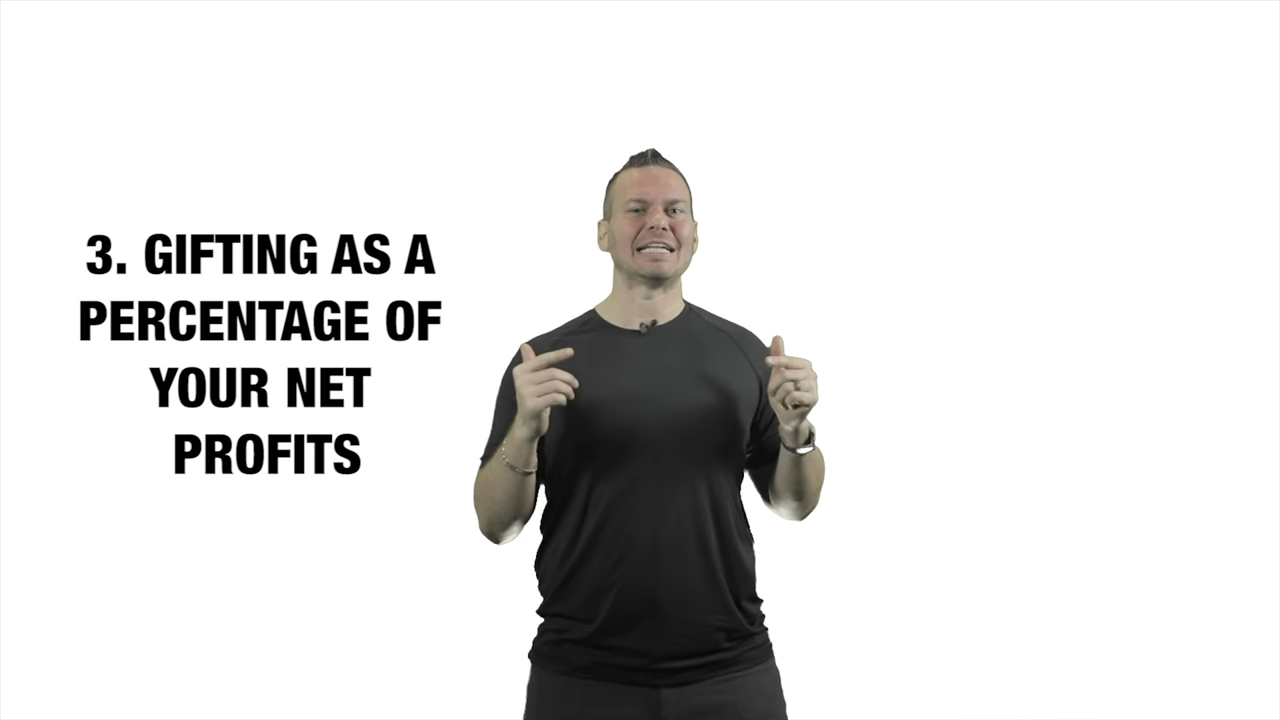 3. GIFTING AS A
PERCENTAGE OF
YOUR NET
PROFITS